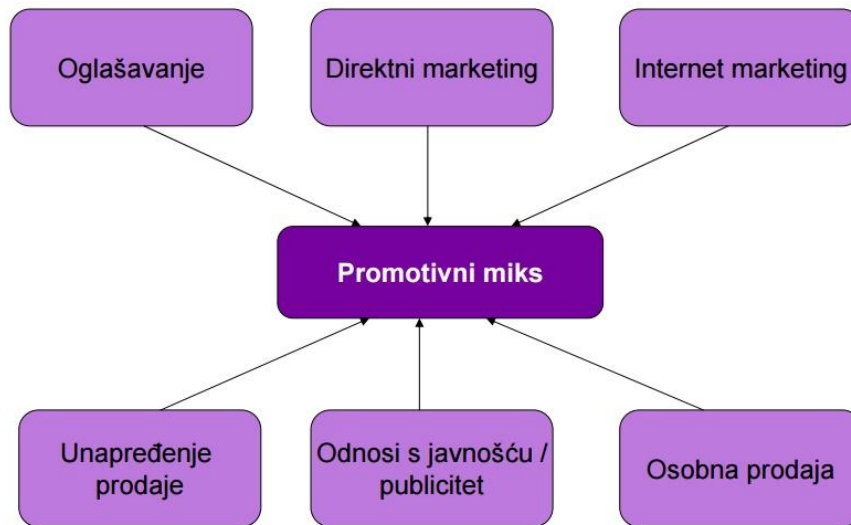 Oglašavanje
Direktni marketing
Internet marketing
Promotivni miks
Unapređenje
prodaje
Odnosi s javnošću /
publicitet
Osobna prodaja